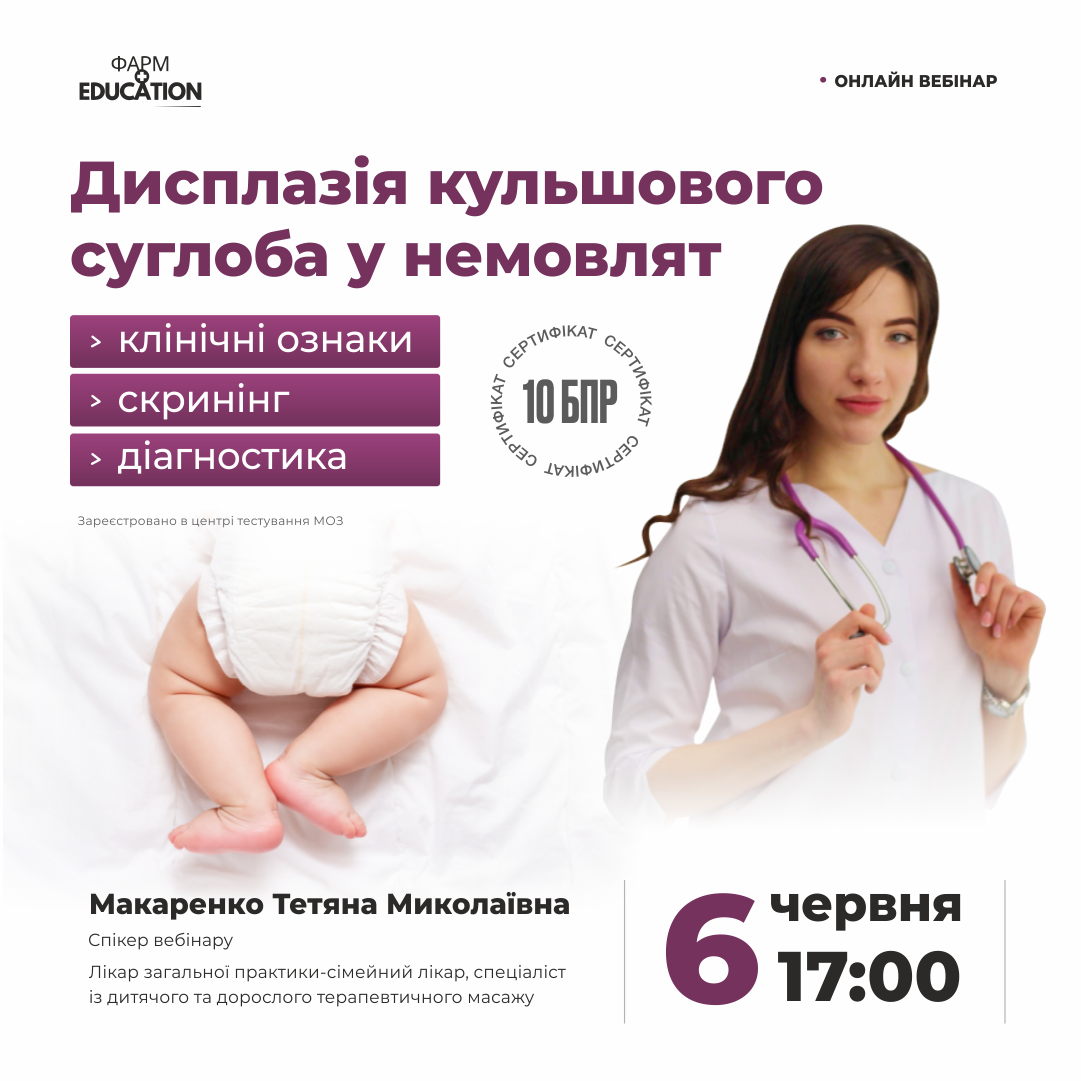 ФАРМ
EDUCATION
• ОНЛАЙН ВЕБІНАР
Дисплазія кульшового
суглоба у немовлят
> клінічні ознаки
> скринінг
> діагностика
СЕРТИФІКАТ СЕРТИФІКАТ СЕРТИФІКАТ СЕРТИФІКАТ
10 БПР
Зареєстровано в центрі тестування МОЗ
Макаренко Тетяна Миколаївна
Спікер вебінару
Лікар загальної практики-сімейний лікар, спеціаліст
із дитячого та дорослого терапевтичного масажу
6 червня
17:00